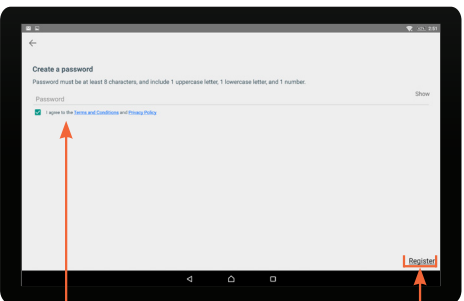 Create a password
Password must be at least 8 characters, and include 1 uppercase letter, 1 lowercase letter, and 1 number.
Show
Password
I agree to the Terms and Conditions and Privacy Policy
Register